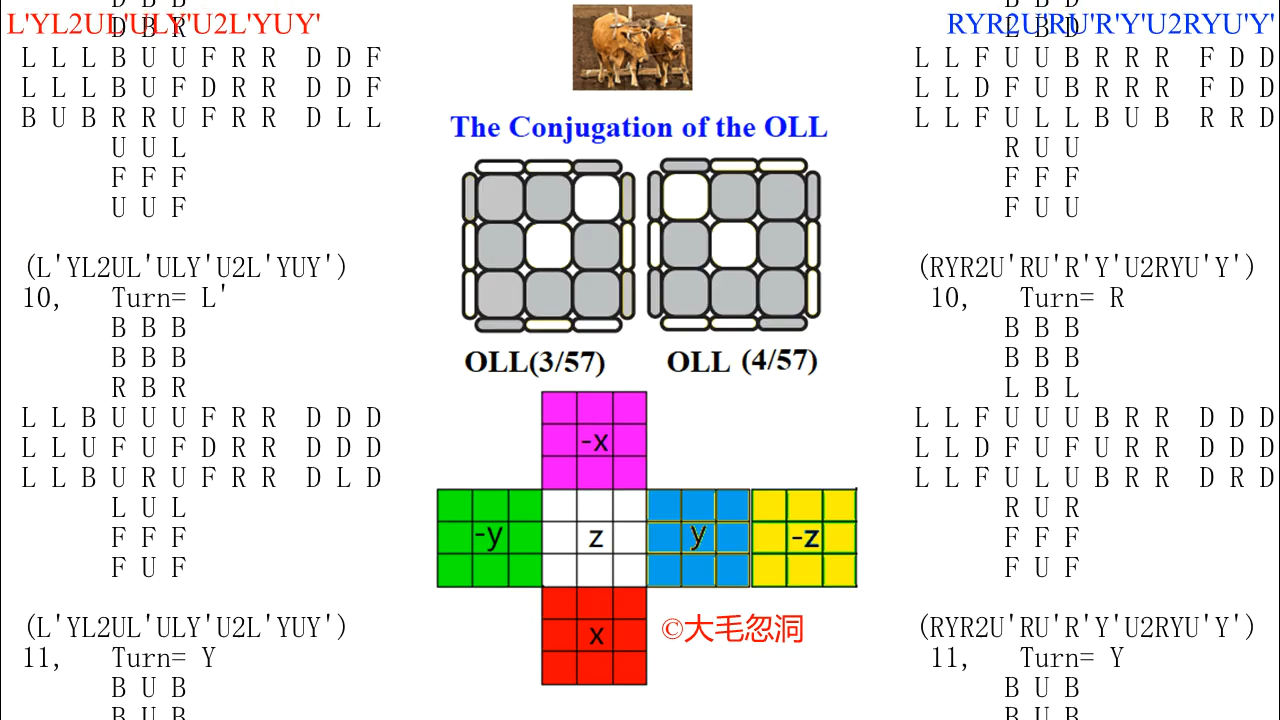 L'YL2UL'ULY'U2L'YUY'
D B R
L L L B U U F R R D D F
L L L B U F D R R D D F
B U B R R U F R R D L L
U U L
F F F
U U F
(L'YL2UL'ULY'U2L'YUY')
10, Turn= L'
B B B
B B B
R B R
L L B U U U F R R D D D
L L U F U F D R R D D D
L L B U R U F R R D L D
L U L
F F F
F U F
(L'YL2UL'ULY'U2L'YUY')
11, Turn= Y
B U B
The Conjugation of the OLL
OLL(3/57)
OLL (4/57)
-x
-y z y -z
x
©大毛忽洞
RYR2U'RU'R'Y'U2RYU'Y'
L B D
L L F U U B R R R F D D
L L D F U B R R R F D D
L L F U L L B U B R R D
R U U
F F F
F U U
(RYR2U'RU'R'Y'U2RYU'Y')
10, Turn= R
B B B
B B B
L B L
L L F U U U B R R D D D
L L D F U F U R R D D D
L L F U L U B R R D R D
R U R
F F F
F U F
(RYR2U'RU'R'Y'U2RYU'Y')
11, Turn= Y
B U B